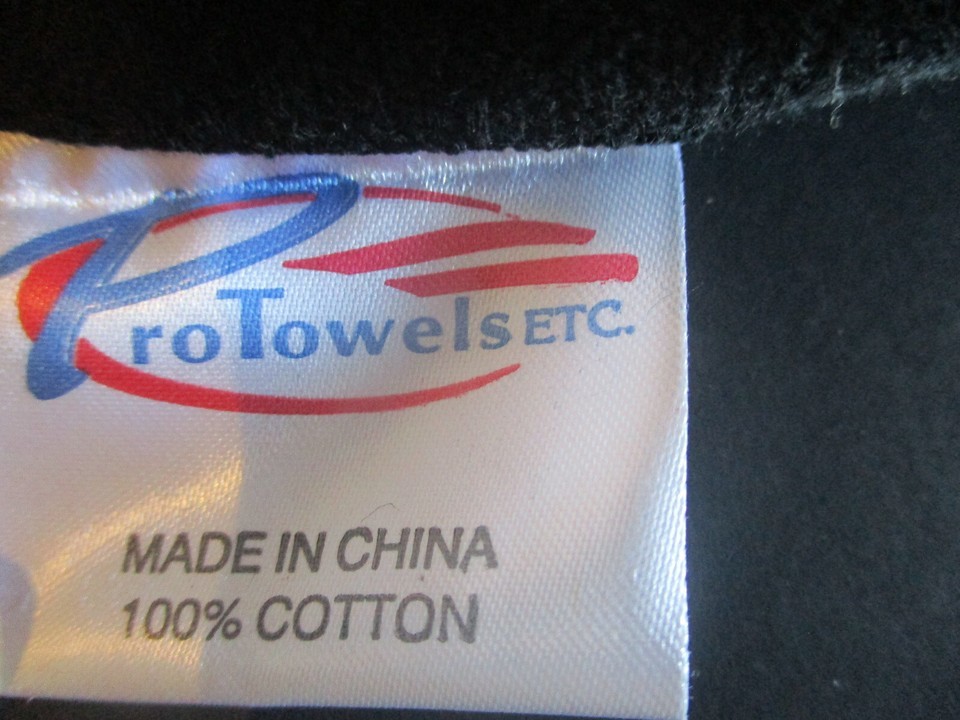 ProTowels ETC.
MADE IN CHINA
100% COTTON